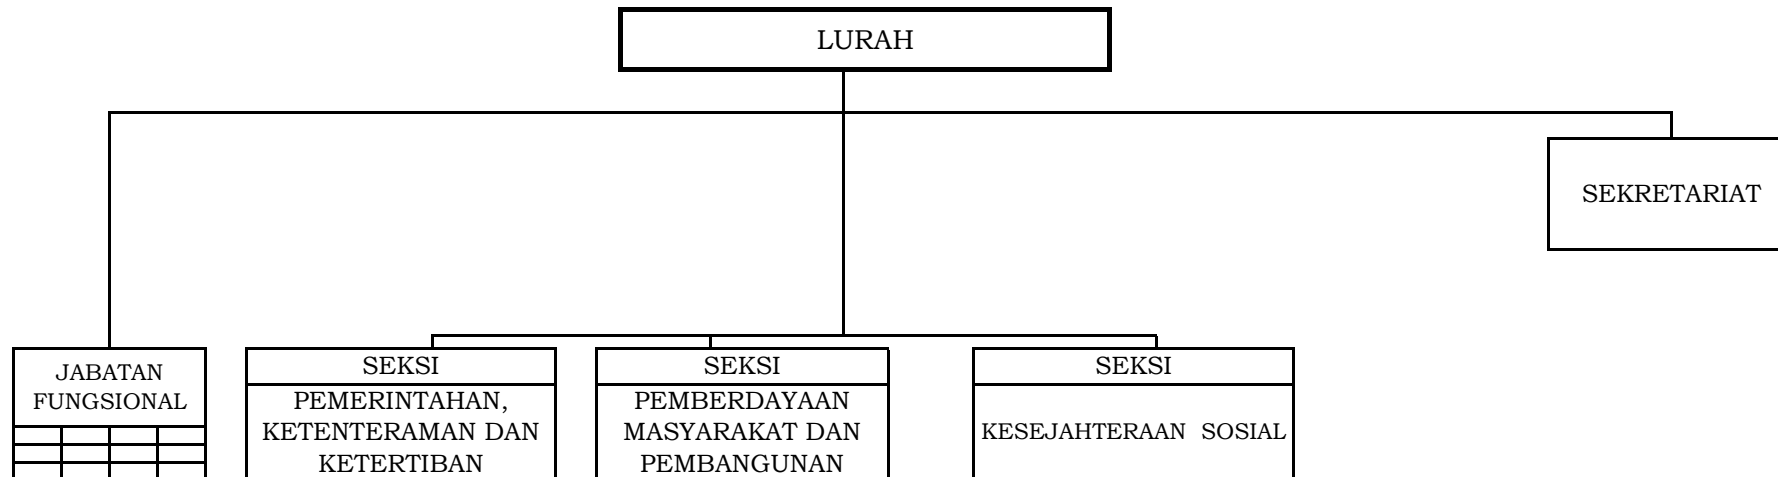 LURAH
SEKRETARIAT
JABATAN
FUNGSIONAL
SEKSI
PEMERINTAHAN,
KETENTERAMAN DAN
KETERTIBAN
SEKSI
PEMBERDAYAAN
MASYARAKAT DAN
PEMBANGUNAN
SEKSI
KESEJAHTERAAN SOSIAL